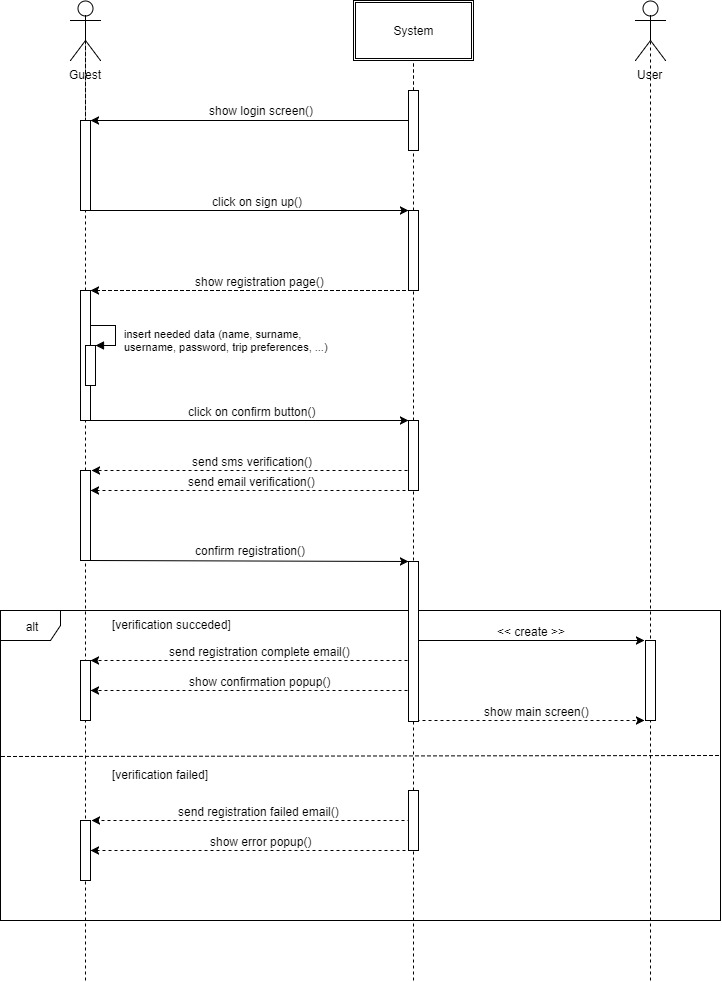 System
Guest
User
show login screen()
click on sign up()
show registration page()
insert needed data (name, surname,
username, password, trip preferences, ...)
click on confirm button()
send sms verification()
send email verification()
confirm registration()
alt
[verification succeded]
<< create >>
send registration complete email()
show confirmation popup()
show main screen()
[verification failed]
send registration failed email()
show error popup()